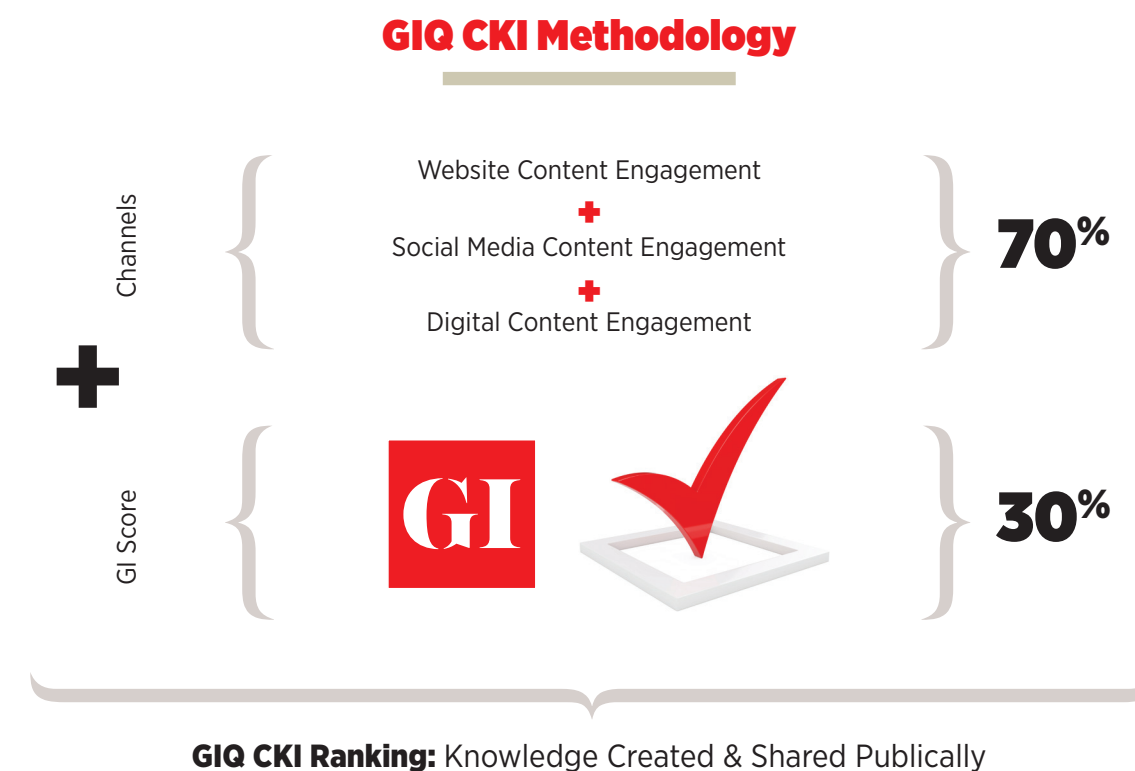 GIQ CKI Methodology
Channels
Website Content Engagement
+
Social Media Content Engagement
+
Digital Content Engagement
70%
+
GI Score
GI
30%
GIQ CKI Ranking: Knowledge Created & Shared Publically